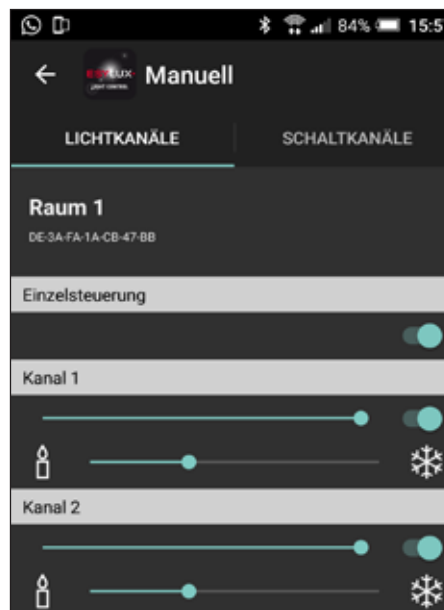 84% 15:5
Manuell
LICHTKANÄLE SCHALTKANÄLE
Raum 1
DE-3A-FA-1A-CB-47-BB
Einzelsteuerung
Kanal 1
Kanal 2